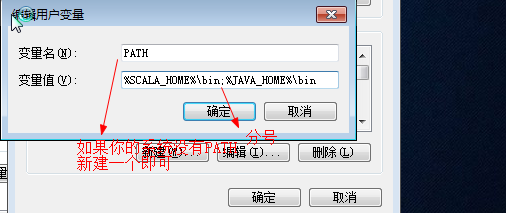 编辑用户变量
变量名(N):
PATH
变量值(V):
%SCALA_HOME%\bin;%JAVA_HOME%\bin
确定
取消
分号
如果你的系统没有PATH
新建一个即可
新建(W)...
编辑(I)...
删除(L)
确定
取消